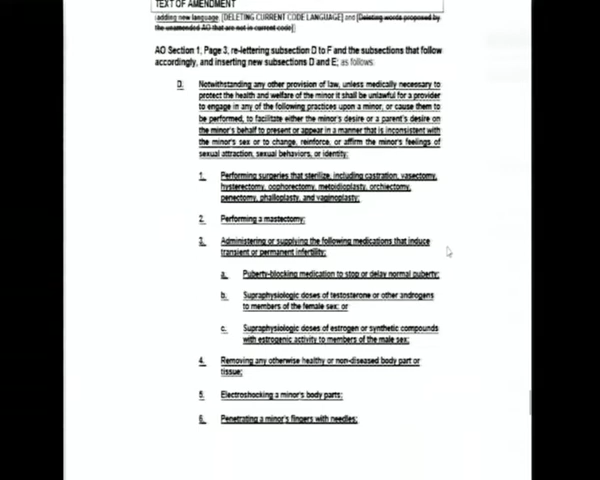 TEXT OF AMENDMENT
[adding new language, [DELETING CURRENT CODE LANGUAGE] and [Deleting words proposed by
the unamended AO that are not in current code]]
AO Section 1, Page 3, re-lettering subsection D to F and the subsections that follow
accordingly, and inserting new subsections D and E; as follows:
D. Notwithstanding any other provision of law, unless medically necessary to
protect the health and welfare of the minor it shall be unlawful for a provider
to engage in any of the following practices upon a minor, or cause them to
be performed, to facilitate either the minor's desire or a parent's desire on
the minor's behalf to present or appear in a manner that is inconsistent with
the minor's sex or to change, reinforce, or affirm the minor's feelings of
sexual attraction, sexual behaviors, or identity:
1. Performing surgeries that sterilize, including castration, vasectomy,
hysterectomy, oophorectomy, metoidioplasty, orchiectomy,
penectomy, phalloplasty, and vaginoplasty;
2. Performing a mastectomy;
3. Administering or supplying the following medications that induce
transient or permanent infertility:
a. Puberty-blocking medication to stop or delay normal puberty;
b. Supraphysiologic doses of testosterone or other androgens
to members of the female sex; or
c. Supraphysiologic doses of estrogen or synthetic compounds
with estrogenic activity to members of the male sex;
4. Removing any otherwise healthy or non-diseased body part or
tissue;
5. Electroshocking a minor's body parts;
6. Penetrating a minor's fingers with needles;